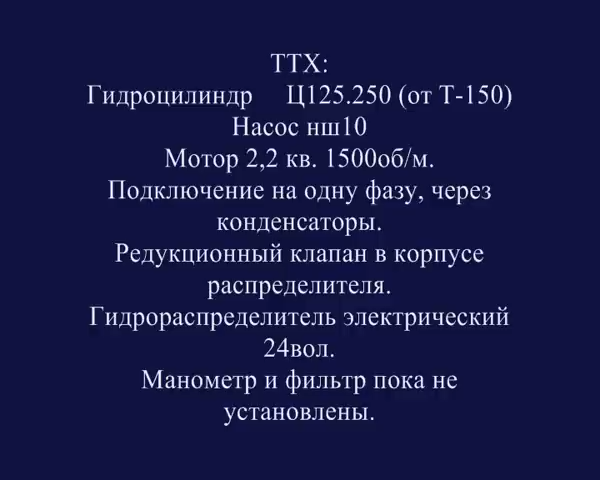 ТТХ:
Гидроцилиндр Ц125.250 (от Т-150)
Насос нш10
Мотор 2,2 кв. 1500об/м.
Подключение на одну фазу, через
конденсаторы.
Редукционный клапан в корпусе
распределителя.
Гидрораспределитель электрический
24вол.
Манометр и фильтр пока не
установлены.